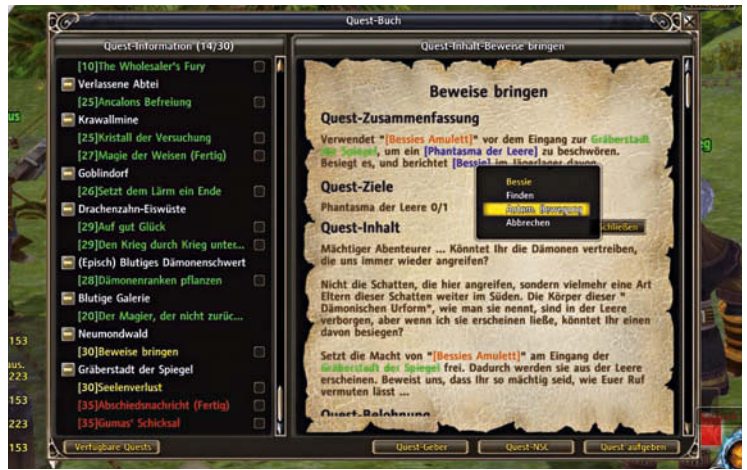 Quest-Buch
Quest-Information (14/30)
[10]The Wholesaler's Fury
Verlassene Abtei
[25]Ancalons Befreiung
Krawallmine
[25]Kristall der Versuchung
[27]Magie der Weisen (Fertig)
Goblindorf
[26]Setzt dem Lärm ein Ende
Drachenzahn-Eiswüste
[29]Auf gut Glück
[29]Den Krieg durch Krieg unter...
(Episch) Blutiges Dämonenschwert
[28]Dämonenranken pflanzen
Blutige Galerie
[20]Der Magier, der nicht zurüc...
Neumondwald
[30]Beweise bringen
Gräberstadt der Spiegel
[30]Seelenverlust
[35]Abschiedsnachricht (Fertig)
[35]Gumas' Schicksal
Verfügbare Quests
Quest-Inhalt-Beweise bringen
Beweise bringen
Quest-Zusammenfassung
Verwendet "[Bessies Amulett]" vor dem Eingang zur Gräberstadt
der Spiegel, um ein [Phantasma der Leere] zu beschwören.
Besiegt es, und berichtet [Bessie] im Jägerlager davon.
Quest-Ziele
Phantasma der Leere 0/1
Bessie
Finden
Autom. Bewegung
Abbrechen
schließen
Quest-Inhalt
Mächtiger Abenteurer ... Könntet Ihr die Dämonen vertreiben,
die uns immer wieder angreifen?
Nicht die Schatten, die hier angreifen, sondern vielmehr eine Art
Eltern dieser Schatten weiter im Süden. Die Körper dieser "
Dämonischen Urform", wie man sie nennt, sind in der Leere
verborgen, aber wenn ich sie erscheinen ließe, könntet Ihr einen
davon besiegen?
Setzt die Macht von "[Bessies Amulett]" am Eingang der
Gräberstadt der Spiegel frei. Dadurch werden sie aus der Leere
erscheinen. Beweist uns, dass Ihr so mächtig seid, wie Euer Ruf
vermuten lässt ...
Quest-Belohnung
Quest-Geber
Quest-NSC
Quest aufgeben
us
153
aus.
223
153
223
153